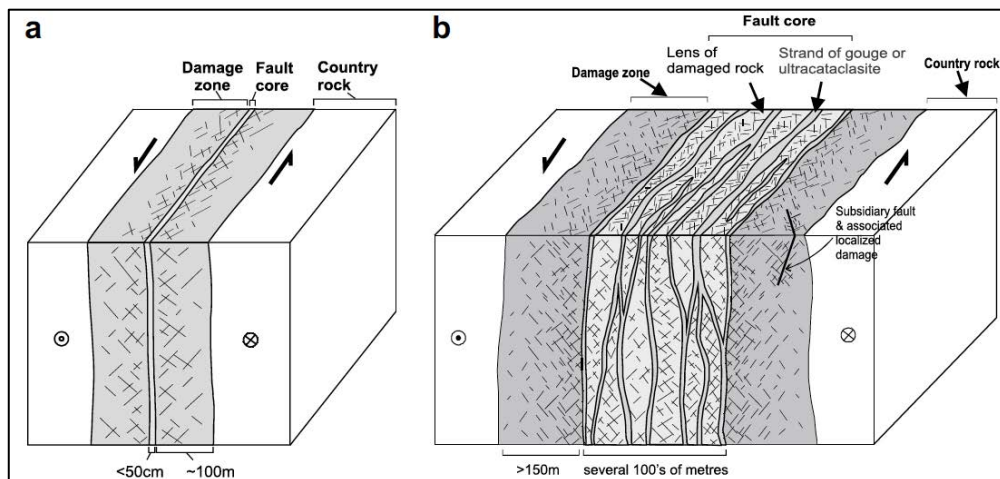 a
Damage
zone
Fault
core
Country
rock
<50cm
~100m
b
Fault core
Lens of
damaged rock
Strand of gouge or
ultracataclasite
Damage zone
Country rock
Subsidiary fault
& associated
localized
damage
>150m
several 100's of metres